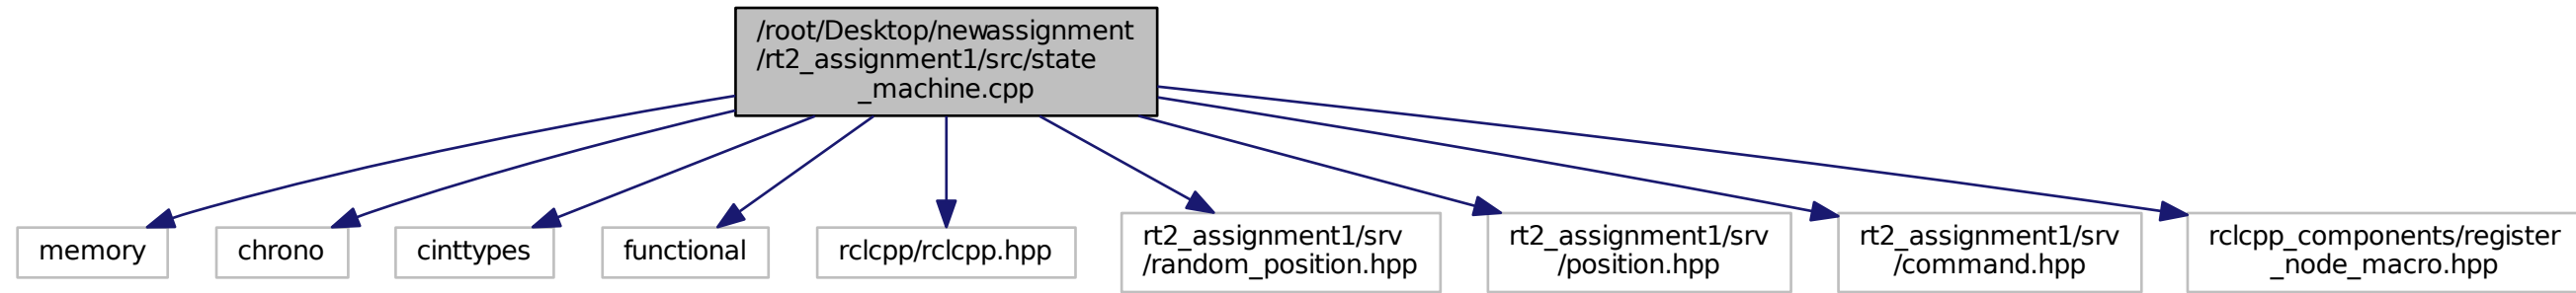 /root/Desktop/newassignment
/rt2_assignment1/src/state
_machine.cpp
memory
chrono
cinttypes
functional
rclcpp/rclcpp.hpp
rt2_assignment1/srv
/random_position.hpp
rt2_assignment1/srv
/position.hpp
rt2_assignment1/srv
/command.hpp
rclcpp_components/register
_node_macro.hpp